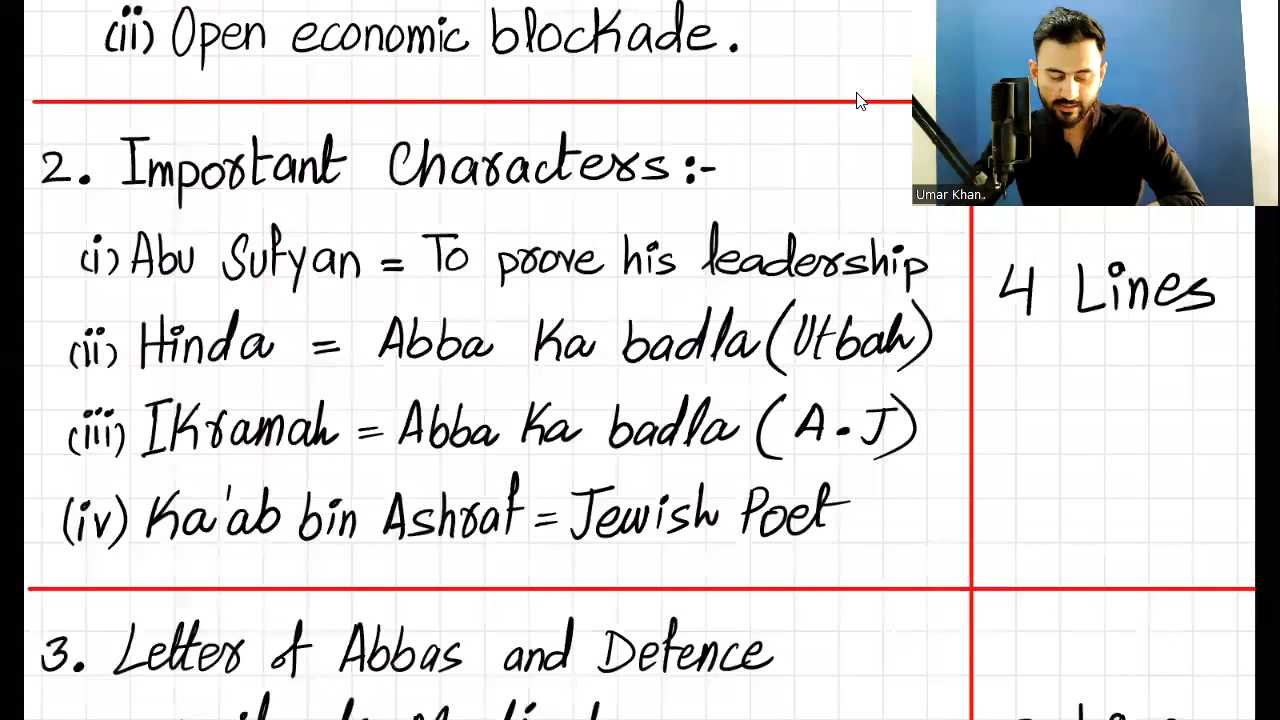 (ii) Open economic blockade.
2. Important Characters:-
(i) Abu Sufyan = To prove his leadership
(ii) Hinda = Abba Ka badla (Utbah)
(iii) IKramah = Abba Ka badla (A.J)
(iv) Ka'ab bin Ashraf = Jewish Poet
4 Lines
3. Letter of Abbas and Defence
Umar Khan